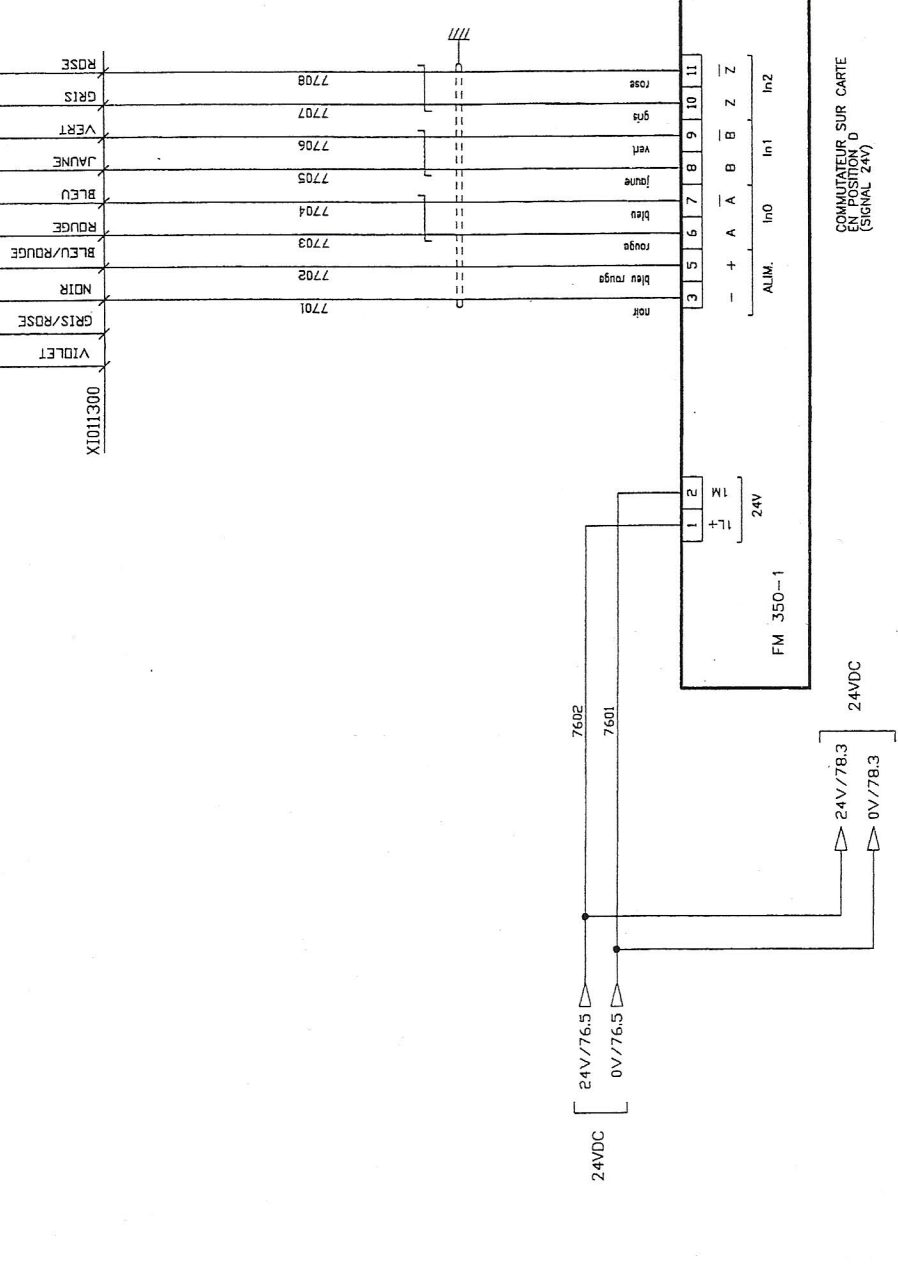 ROSE
GRIS
VERT
JAUNE
BLEU
ROUGE
BLEU/ROUGE
NOIR
GRIS/ROSE
VIOLET
XI011300
7708
7707
7706
7705
7704
7703
7702
7701
rose
gris
vert
jaune
bleu
rouge
bleu rouge
noir
11
10
9
8
7
6
5
3
Z
Z
B
B
A
A
+
-
In2
In1
In0
ALIM.
COMMUTATEUR SUR CARTE
EN POSITION D
(SIGNAL 24V)
2
1
1M
1L+
24V
FM 350-1
7602
7601
24VDC
24V/78.3
0V/78.3
24V/76.5
0V/76.5
24VDC